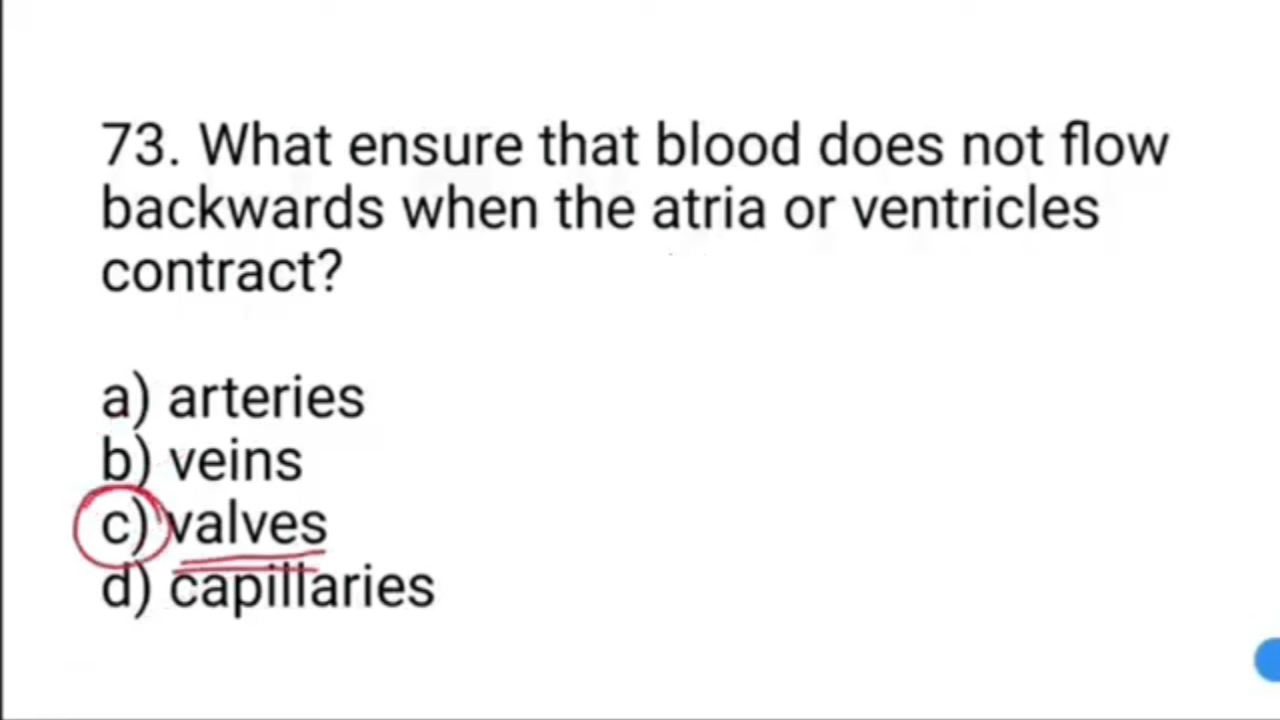 73. What ensure that blood does not flow
backwards when the atria or ventricles
contract?
a) arteries
b) veins
c) valves
d) capillaries